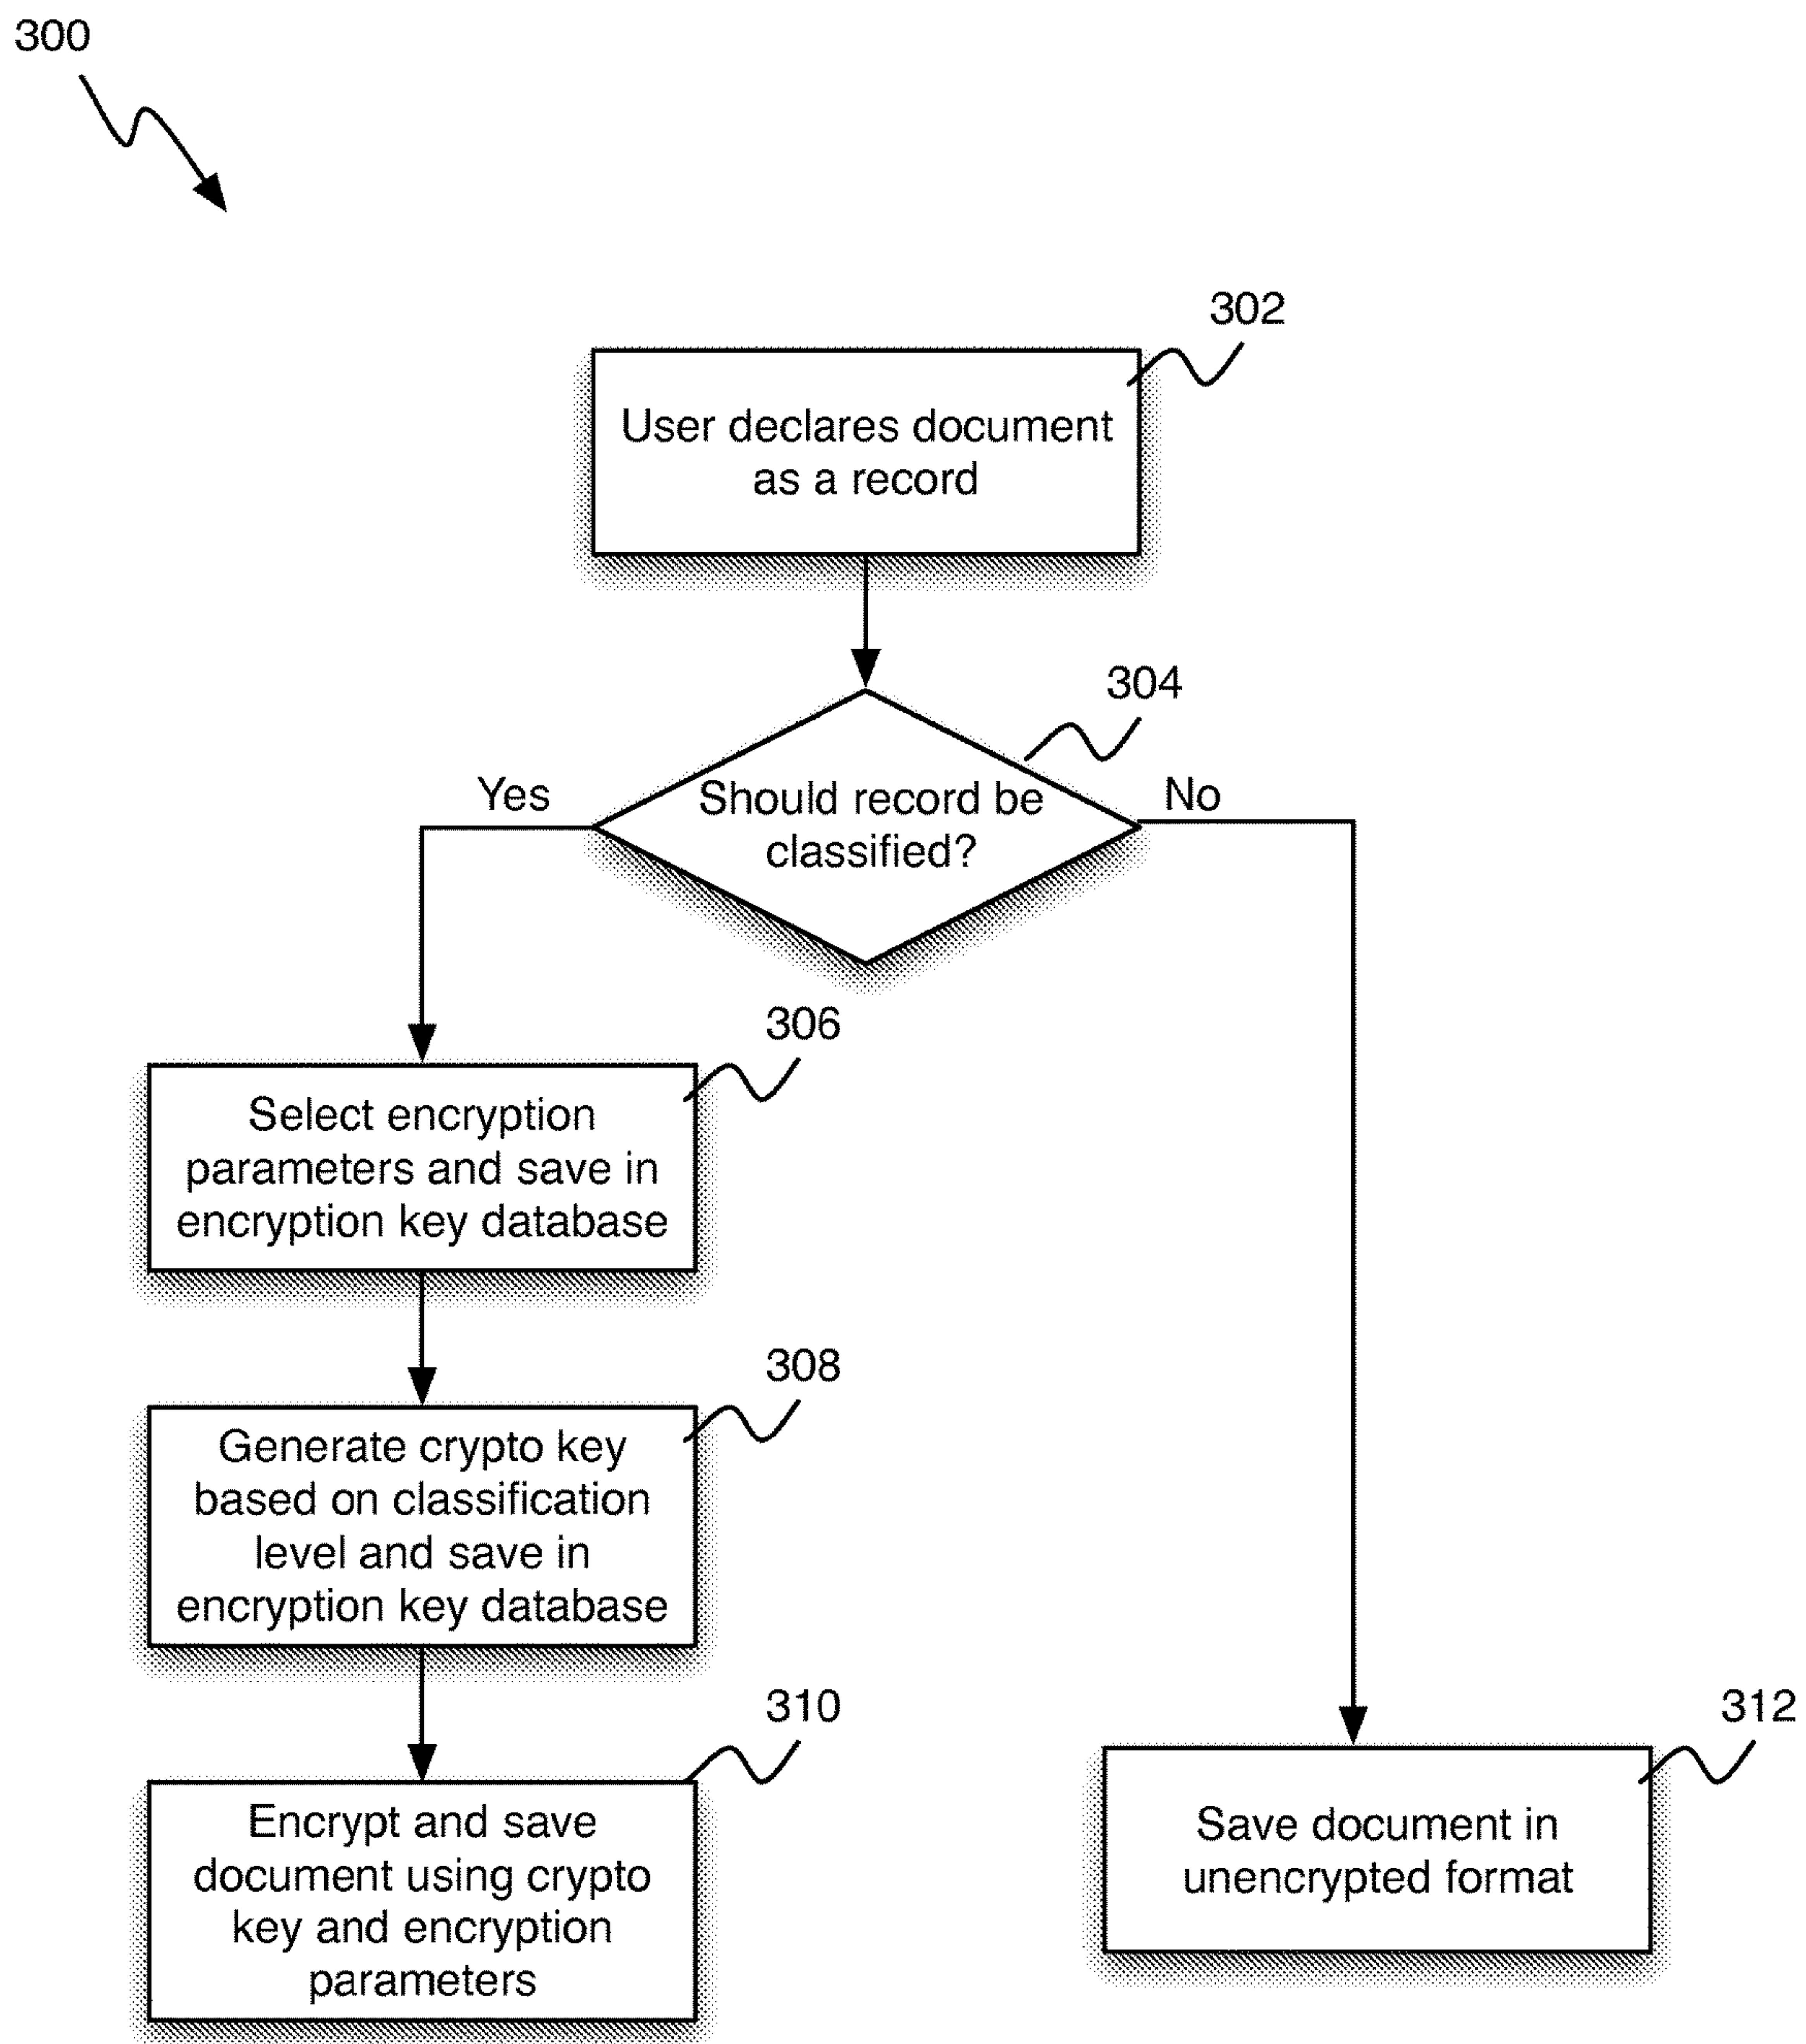 300
302
User declares document
as a record
304
Yes
Should record be
classified?
No
306
Select encryption
parameters and save in
encryption key database
308
Generate crypto key
based on classification
level and save in
encryption key database
310
Encrypt and save
document using crypto
key and encryption
parameters
312
Save document in
unencrypted format